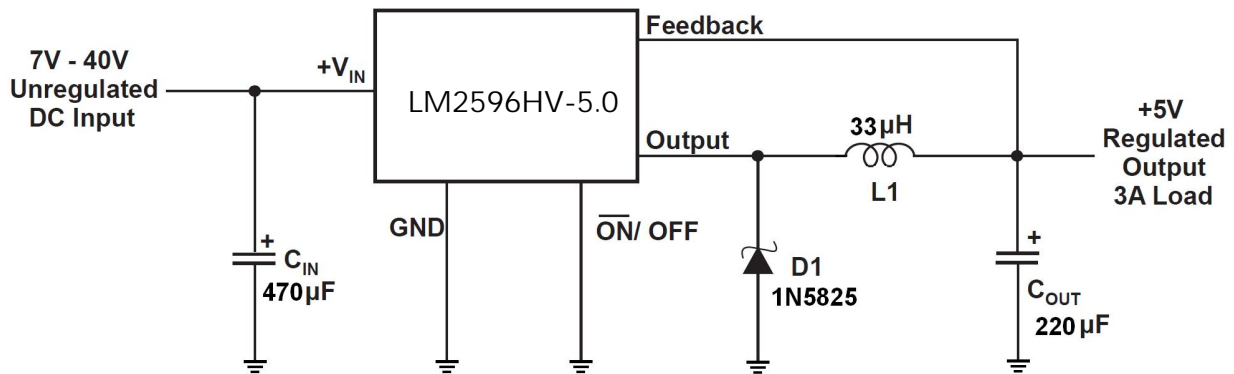 7V - 40V
Unregulated
DC Input
+VIN
LM2596HV-5.0
Feedback
Output
33µH
L1
+5V
Regulated
Output
3A Load
GND
ON/ OFF
+
CIN
470µF
D1
1N5825
+
COUT
220µF